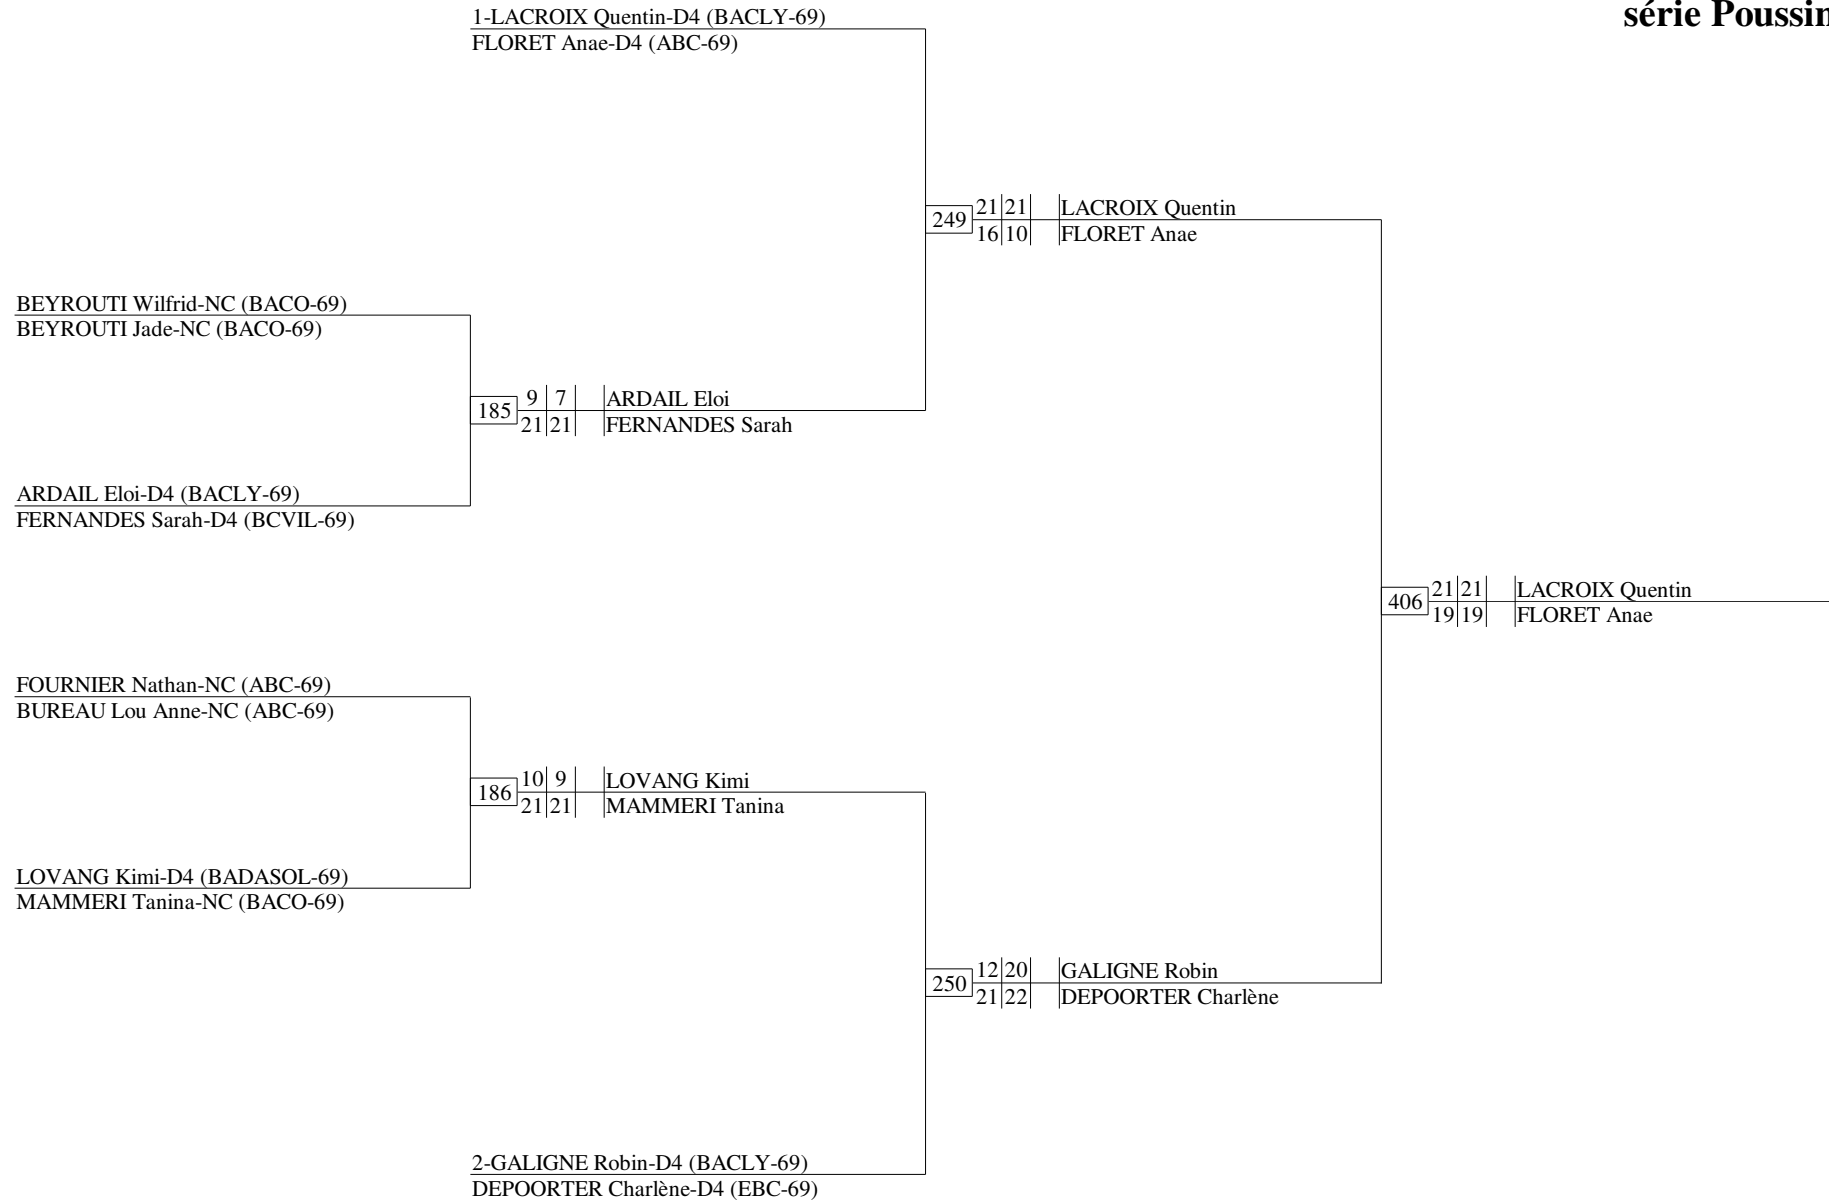 série Poussin
1-LACROIX Quentin-D4 (BACLY-69)
FLORET Anae-D4 (ABC-69)
249 21 21 LACROIX Quentin
16 10 FLORET Anae
BEYROUTI Wilfrid-NC (BACO-69)
BEYROUTI Jade-NC (BACO-69)
185 9 7 ARDAIL Eloi
21 21 FERNANDES Sarah
ARDAIL Eloi-D4 (BACLY-69)
FERNANDES Sarah-D4 (BCVIL-69)
406 21 21 LACROIX Quentin
19 19 FLORET Anae
FOURNIER Nathan-NC (ABC-69)
BUREAU Lou Anne-NC (ABC-69)
186 10 9 LOVANG Kimi
21 21 MAMMERI Tanina
LOVANG Kimi-D4 (BADASOL-69)
MAMMERI Tanina-NC (BACO-69)
250 12 20 GALIGNE Robin
21 22 DEPOORTER Charlène
2-GALIGNE Robin-D4 (BACLY-69)
DEPOORTER Charlène-D4 (EBC-69)